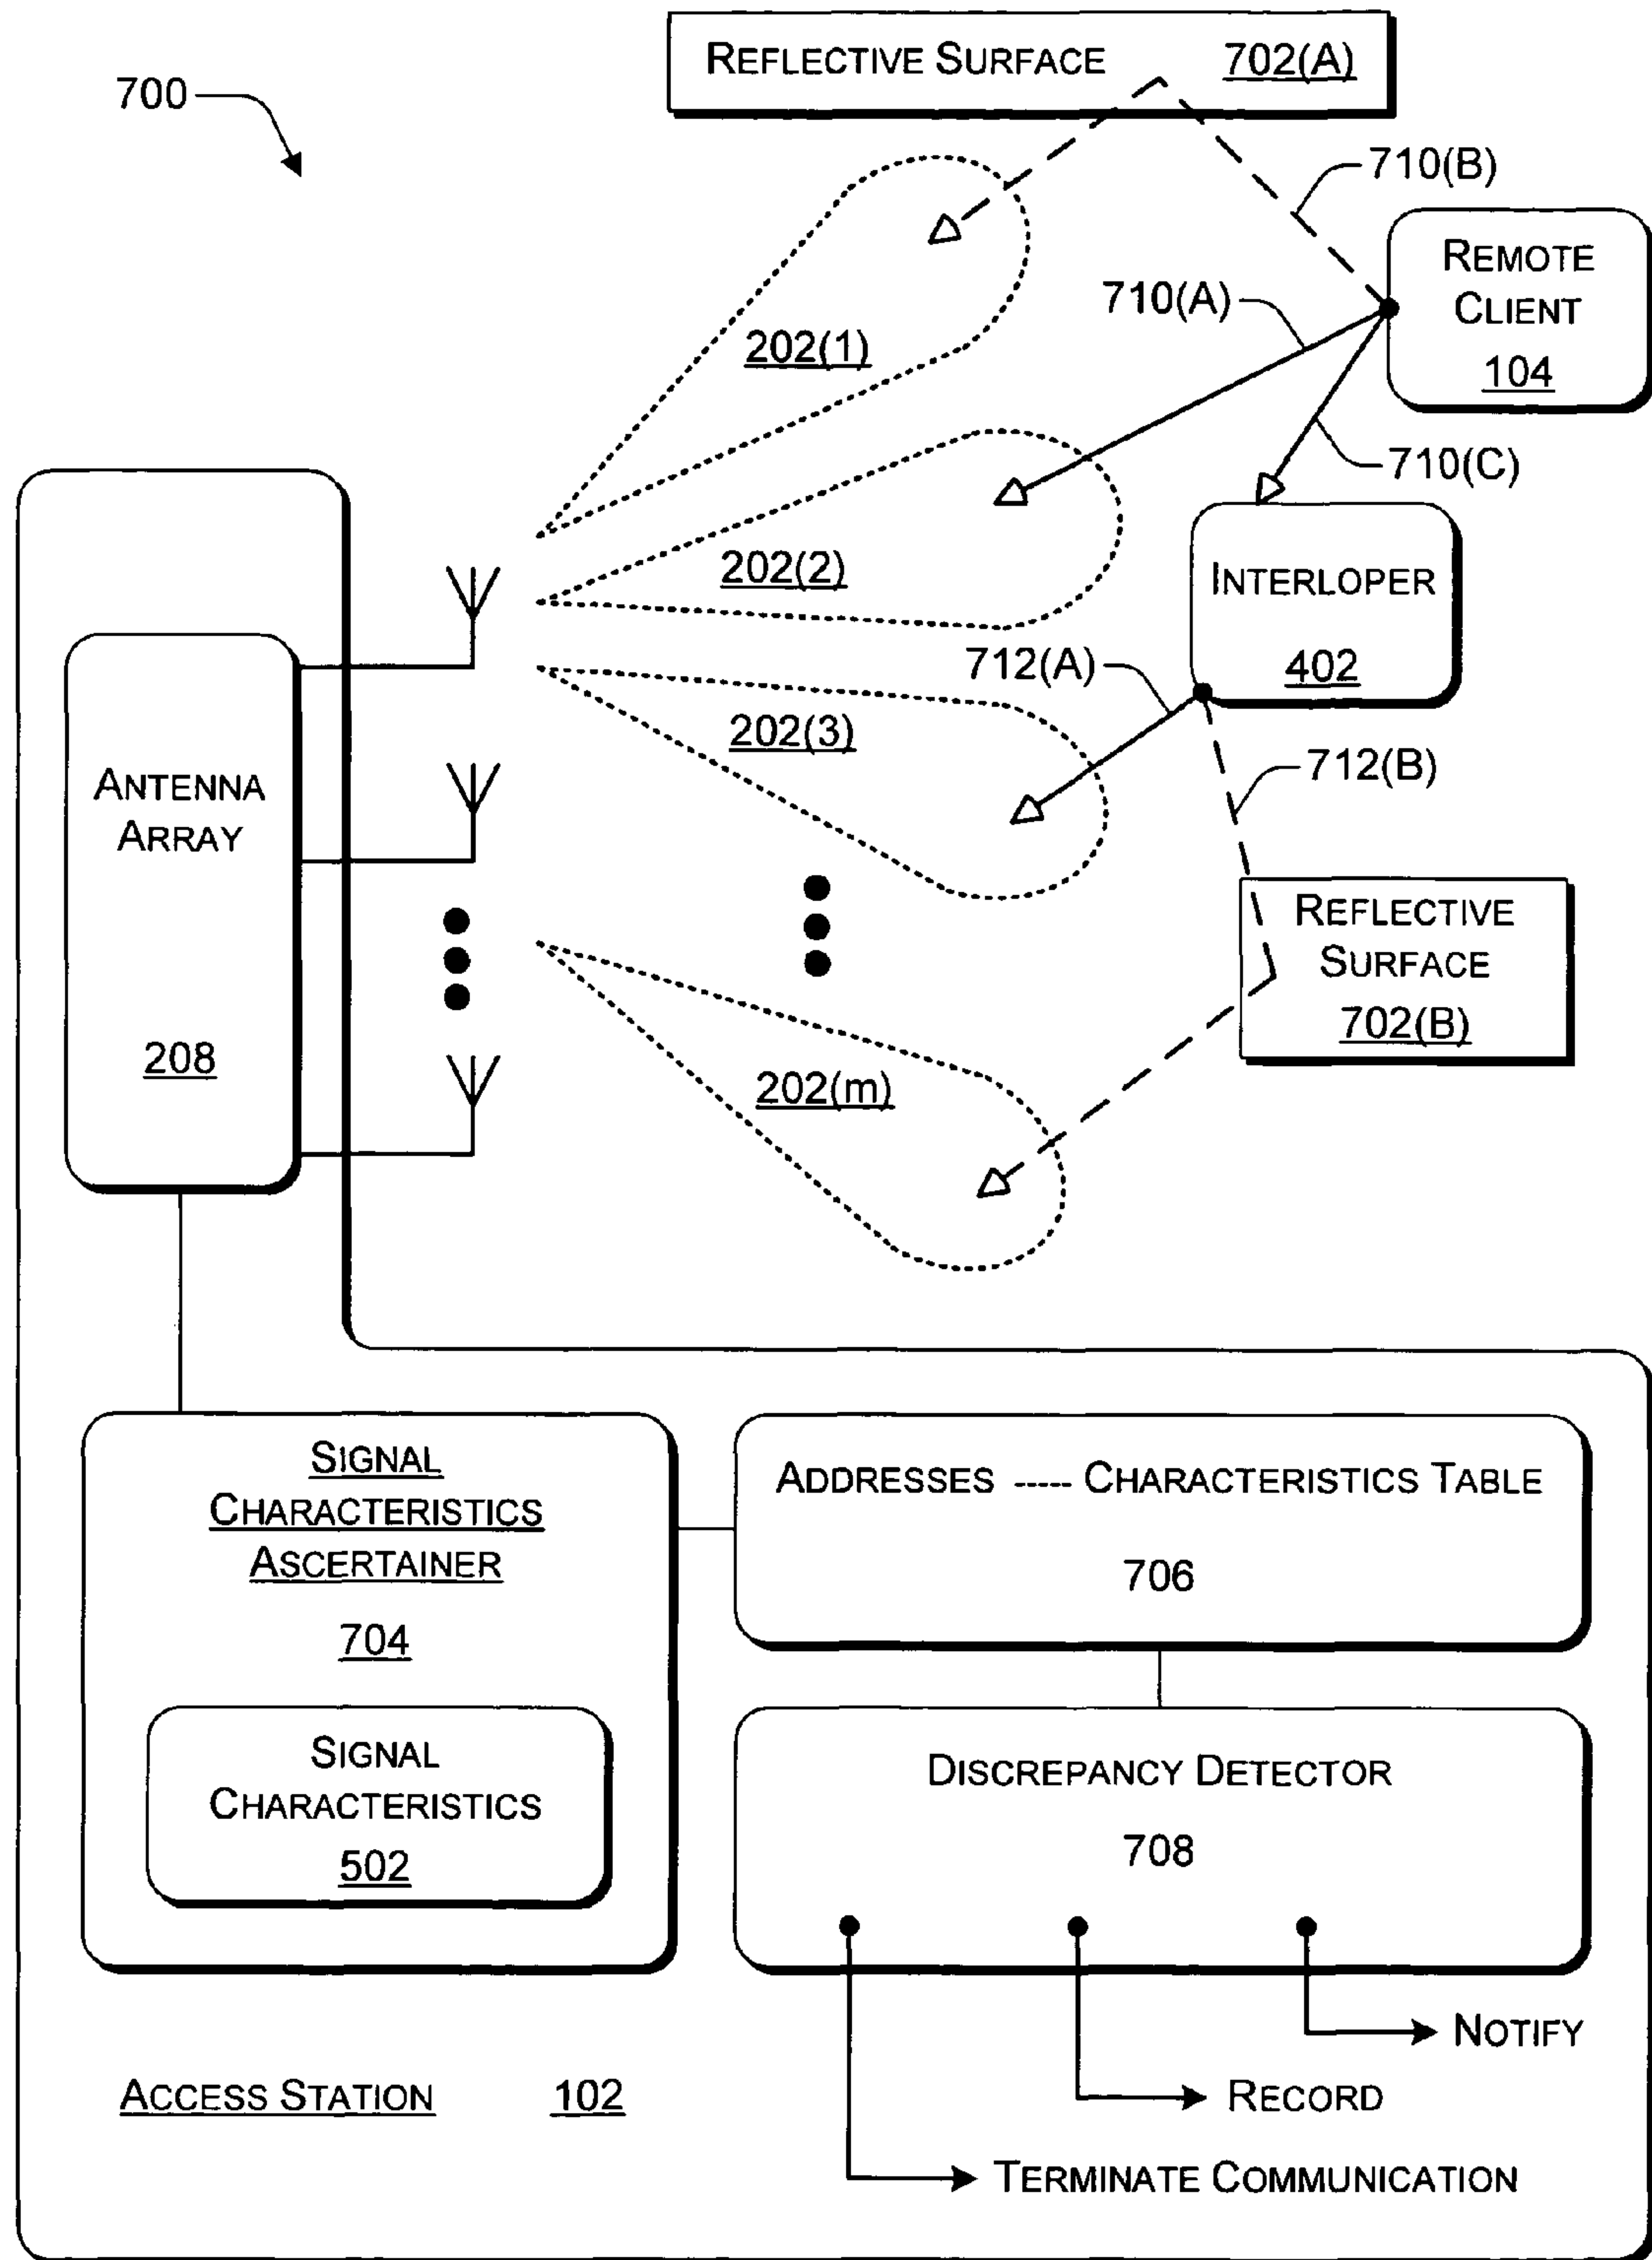 REFLECTIVE SURFACE 702(A)
700
710(B)
REMOTE
CLIENT
104
710(A)
202(1)
710(C)
202(2)
INTERLOPER
402
712(A)
202(3)
712(B)
ANTENNA
ARRAY
208
REFLECTIVE
SURFACE
702(B)
202(m)
SIGNAL
CHARACTERISTICS
ASCERTAINER
704
SIGNAL
CHARACTERISTICS
502
ADDRESSES ----- CHARACTERISTICS TABLE
706
DISCREPANCY DETECTOR
708
NOTIFY
RECORD
TERMINATE COMMUNICATION
ACCESS STATION 102